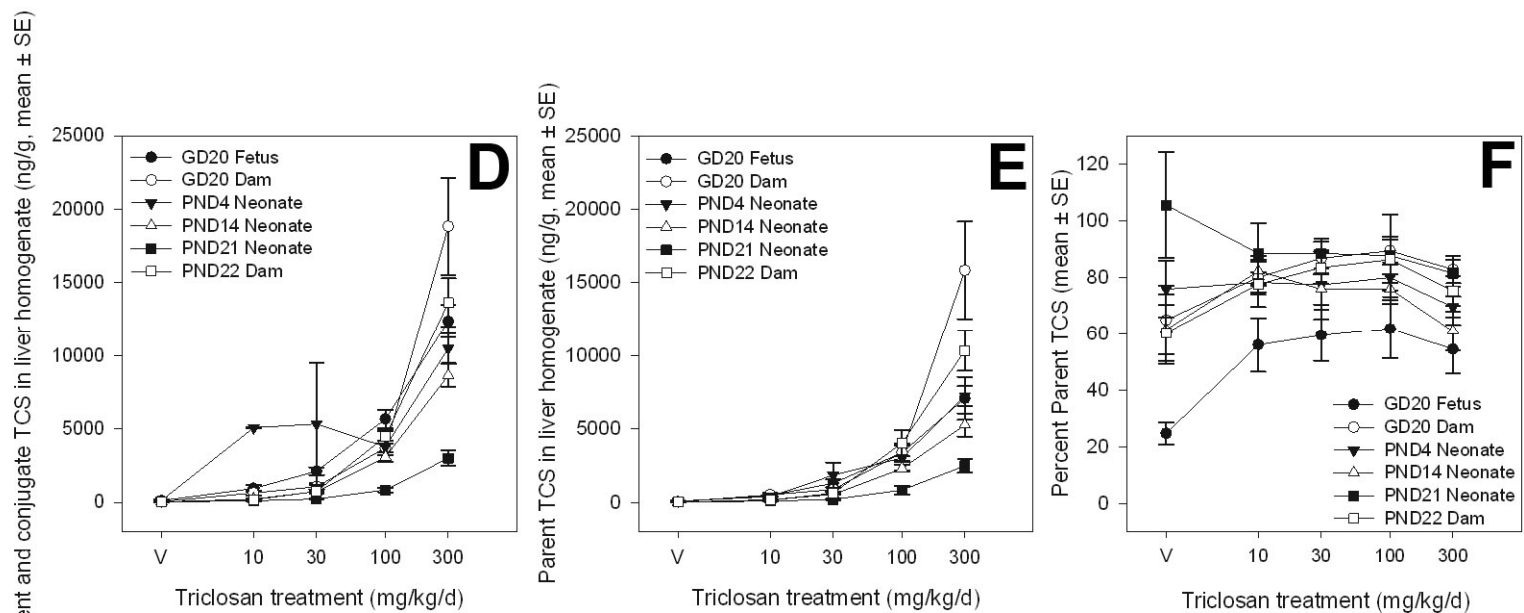 ent and conjugate TCS in liver homogenate (ng/g, mean ± SE)
25000
20000
15000
10000
5000
0
GD20 Fetus
GD20 Dam
PND4 Neonate
PND14 Neonate
PND21 Neonate
PND22 Dam
D
V 10 30 100 300
Triclosan treatment (mg/kg/d)
Parent TCS in liver homogenate (ng/g, mean ± SE)
25000
20000
15000
10000
5000
0
GD20 Fetus
GD20 Dam
PND4 Neonate
PND14 Neonate
PND21 Neonate
PND22 Dam
E
V 10 30 100 300
Triclosan treatment (mg/kg/d)
Percent Parent TCS (mean ± SE)
120
100
80
60
40
20
0
F
GD20 Fetus
GD20 Dam
PND4 Neonate
PND14 Neonate
PND21 Neonate
PND22 Dam
V 10 30 100 300
Triclosan treatment (mg/kg/d)